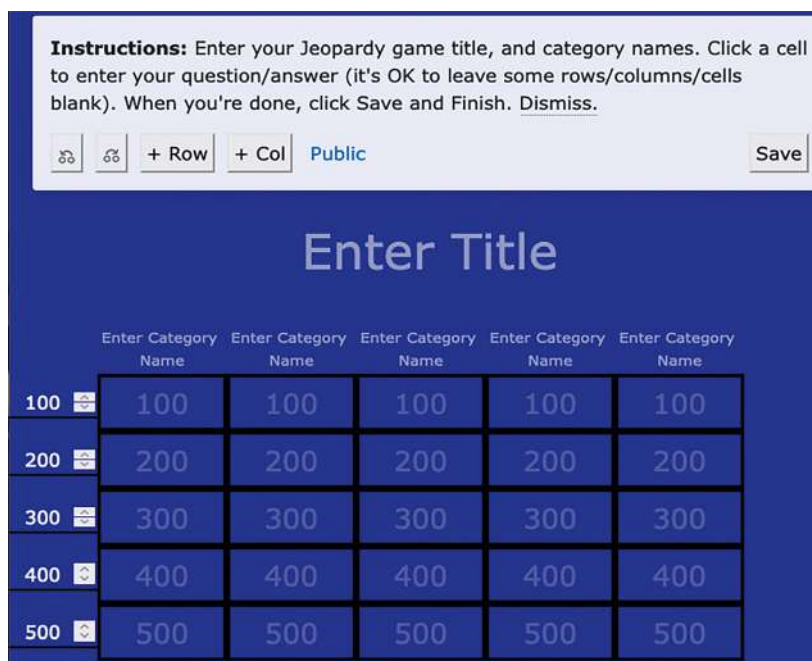 Instructions: Enter your Jeopardy game title, and category names. Click a cell
to enter your question/answer (it's OK to leave some rows/columns/cells
blank). When you're done, click Save and Finish. Dismiss.
+ Row + Col Public Save
Enter Title
Enter Category Enter Category Enter Category Enter Category Enter Category
Name Name Name Name Name
100 100 100 100 100 100
200 200 200 200 200 200
300 300 300 300 300 300
400 400 400 400 400 400
500 500 500 500 500 500